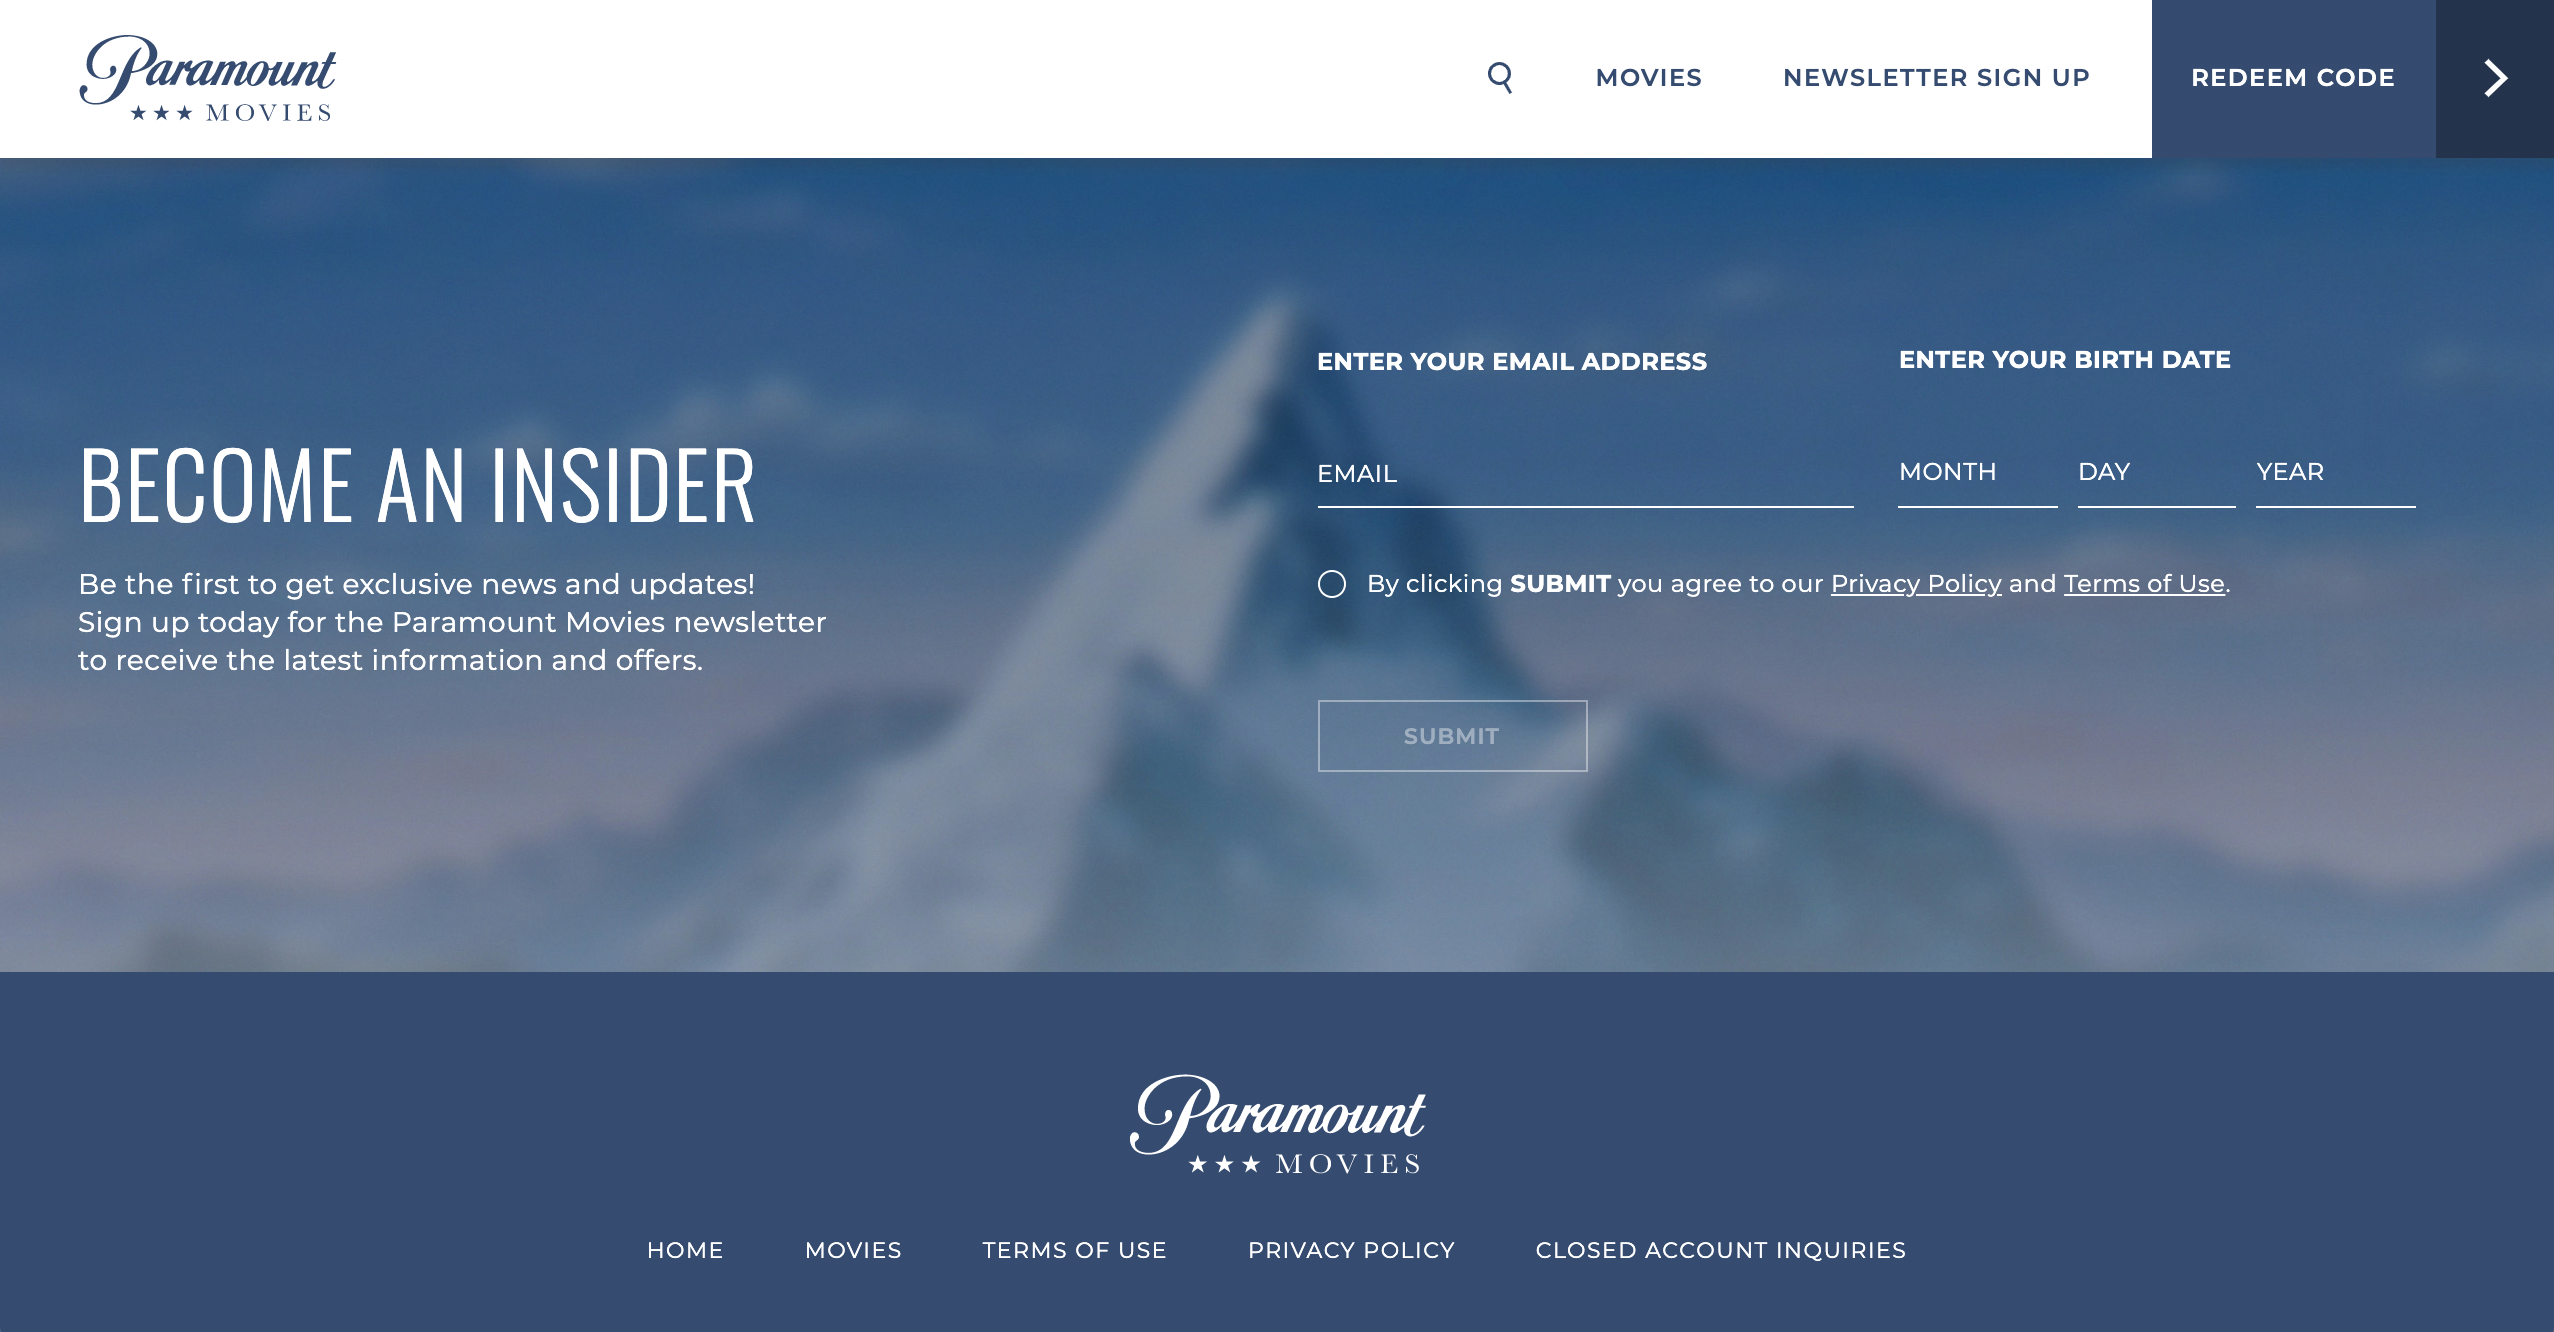 Paramount
★★★ MOVIES
MOVIES
NEWSLETTER SIGN UP
REDEEM CODE
BECOME AN INSIDER
Be the first to get exclusive news and updates!
Sign up today for the Paramount Movies newsletter
to receive the latest information and offers.
ENTER YOUR EMAIL ADDRESS
EMAIL
ENTER YOUR BIRTH DATE
MONTH
DAY
YEAR
By clicking SUBMIT you agree to our Privacy Policy and Terms of Use.
SUBMIT
Paramount
★★★ MOVIES
HOME
MOVIES
TERMS OF USE
PRIVACY POLICY
CLOSED ACCOUNT INQUIRIES